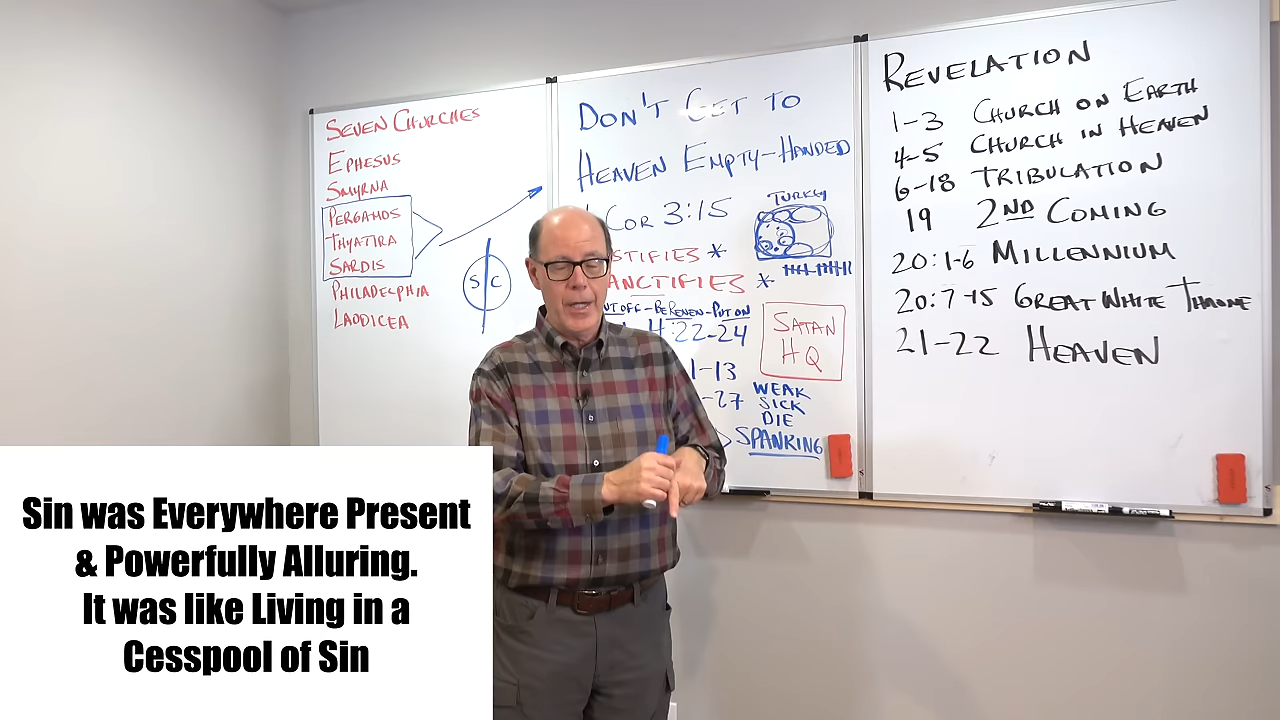 SEVEN CHURCHES
EPHESUS
SMYRNA
PERGAMOS
THYATIRA
SARDIS
PHILADELPHIA
LAODICEA
S C
DON'T GET TO
HEAVEN EMPTY-HANDED
COR 3:15
TURKEY
STIFIES *
ANCTIFIES *
UT OFF - BE RENEW - PUT ON
4:22-24
1-13
-27
SATAN
HQ
WEAK
SICK
DIE
SPANKING
REVELATION
1-3 CHURCH ON EARTH
4-5 CHURCH IN HEAVEN
6-18 TRIBULATION
19 2ND COMING
20:1-6 MILLENNIUM
20:7-15 GREAT WHITE THRONE
21-22 HEAVEN
Sin was Everywhere Present
& Powerfully Alluring.
It was like Living in a
Cesspool of Sin